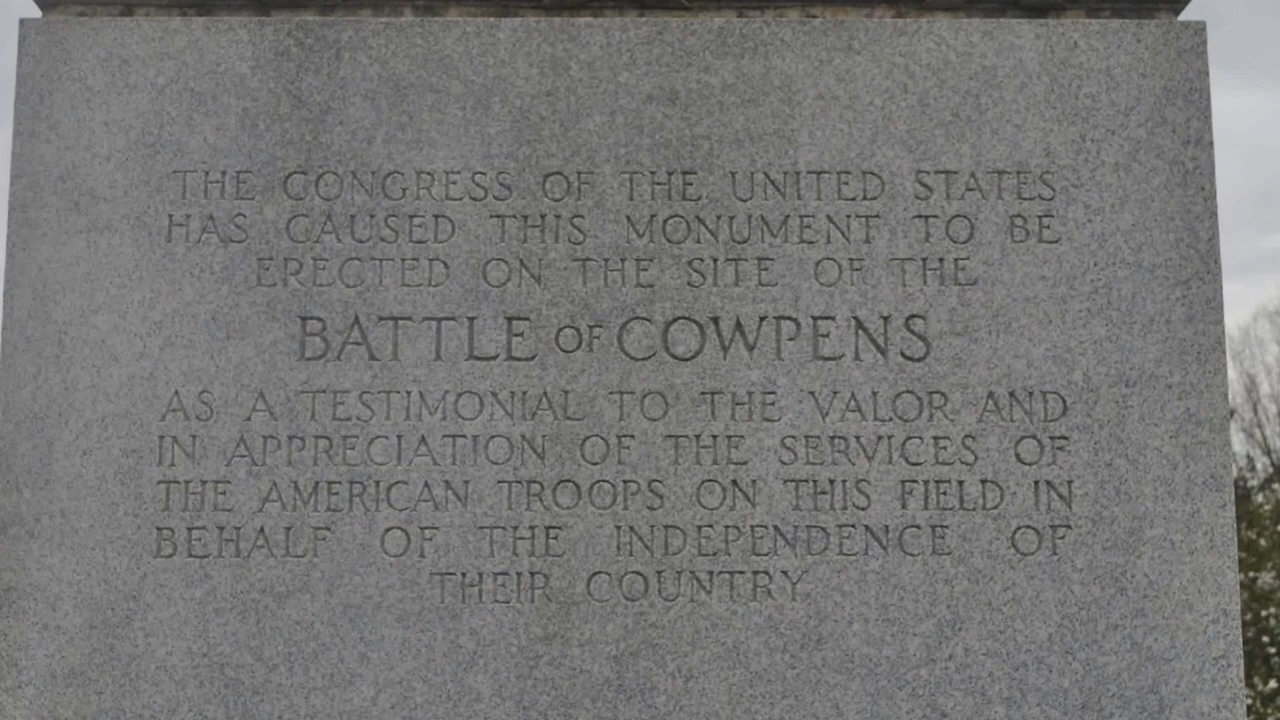 THE CONGRESS OF THE UNITED STATES
HAS CAUSED THIS MONUMENT TO BE
ERECTED ON THE SITE OF THE
BATTLE OF COWPENS
AS A TESTIMONIAL TO THE VALOR AND
IN APPRECIATION OF THE SERVICES OF
THE AMERICAN TROOPS ON THIS FIELD IN
BEHALF OF THE INDEPENDENCE OF
THEIR COUNTRY